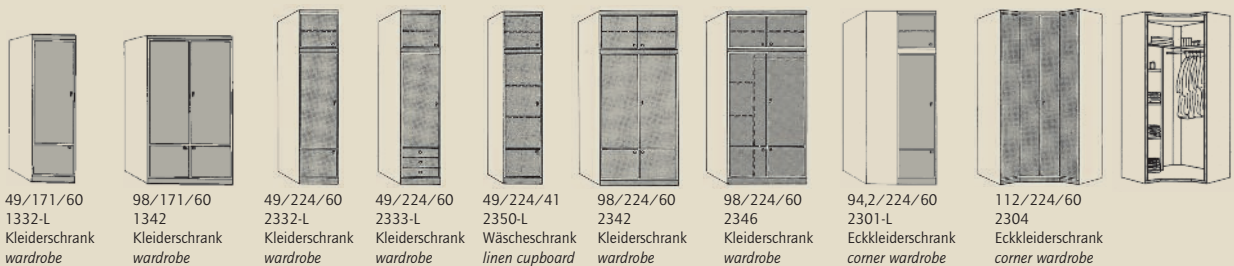 49/171/60
1332-L
Kleiderschrank
wardrobe
98/171/60
1342
Kleiderschrank
wardrobe
49/224/60
2332-L
Kleiderschrank
wardrobe
49/224/60
2333-L
Kleiderschrank
wardrobe
49/224/41
2350-L
Wäscheschrank
linen cupboard
98/224/60
2342
Kleiderschrank
wardrobe
98/224/60
2346
Kleiderschrank
wardrobe
94,2/224/60
2301-L
Eckkleiderschrank
corner wardrobe
112/224/60
2304
Eckkleiderschrank
corner wardrobe